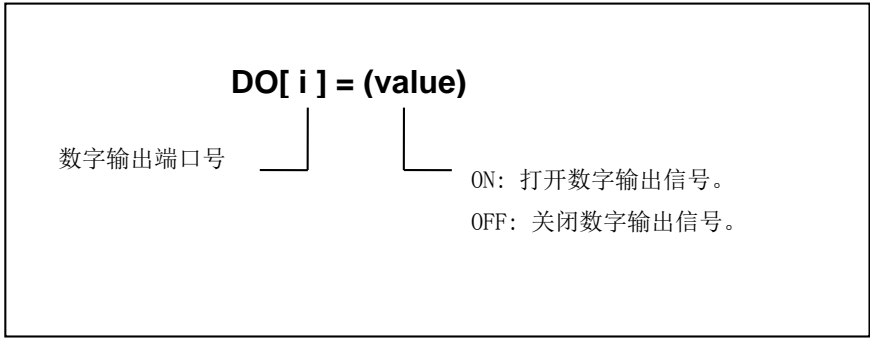 DO[ i ] = (value)
数字输出端口号
ON: 打开数字输出信号。
OFF: 关闭数字输出信号。